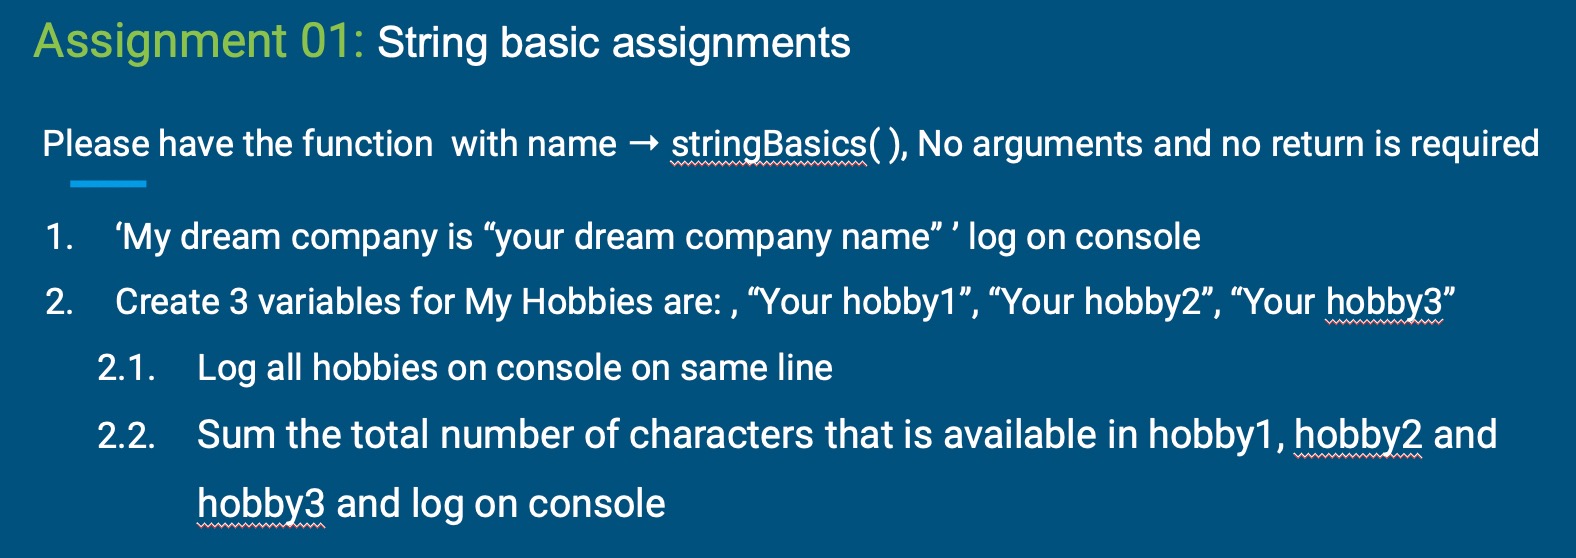 Assignment 01: String basic assignments
Please have the function  with name → stringBasics( ), No arguments and no return is required
1. ‘My dream company is “your dream company name” ’ log on console
2. Create 3 variables for My Hobbies are: , “Your hobby1”, “Your hobby2”, “Your hobby3”
2.1. Log all hobbies on console on same line
2.2. Sum the total number of characters that is available in hobby1, hobby2 and
hobby3 and log on console